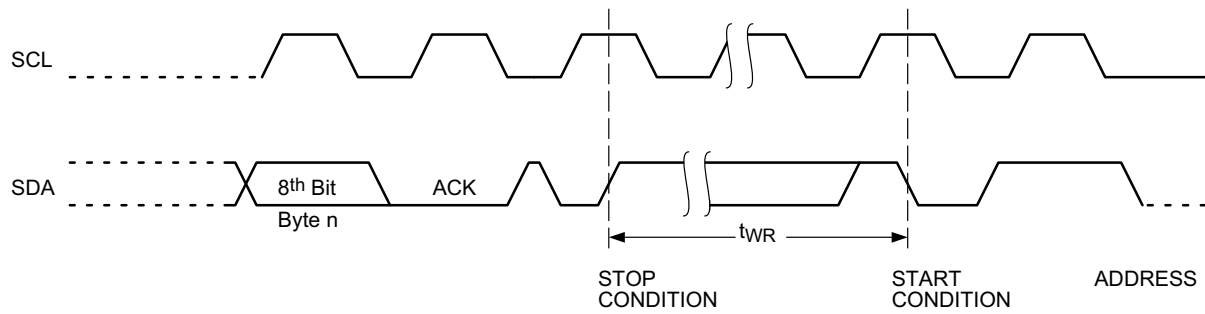 SCL
SDA
8th Bit
ACK
Byte n
tWR
STOP
CONDITION
START
CONDITION
ADDRESS